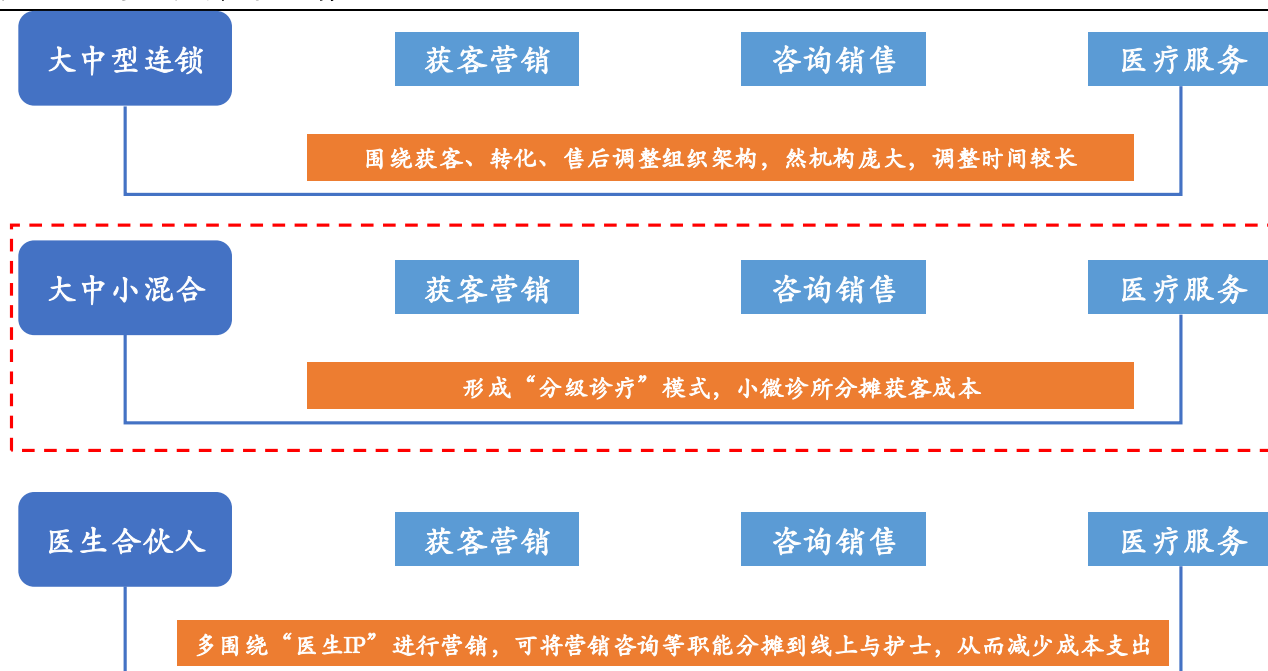 大中型连锁
获客营销
咨询销售
医疗服务
围绕获客、转化、售后调整组织架构，然机构庞大，调整时间较长
大中小混合
获客营销
咨询销售
医疗服务
形成“分级诊疗”模式，小微诊所分摊获客成本
医生合伙人
获客营销
咨询销售
医疗服务
多围绕“医生IP”进行营销，可将营销咨询等职能分摊到线上与护士，从而减少成本支出